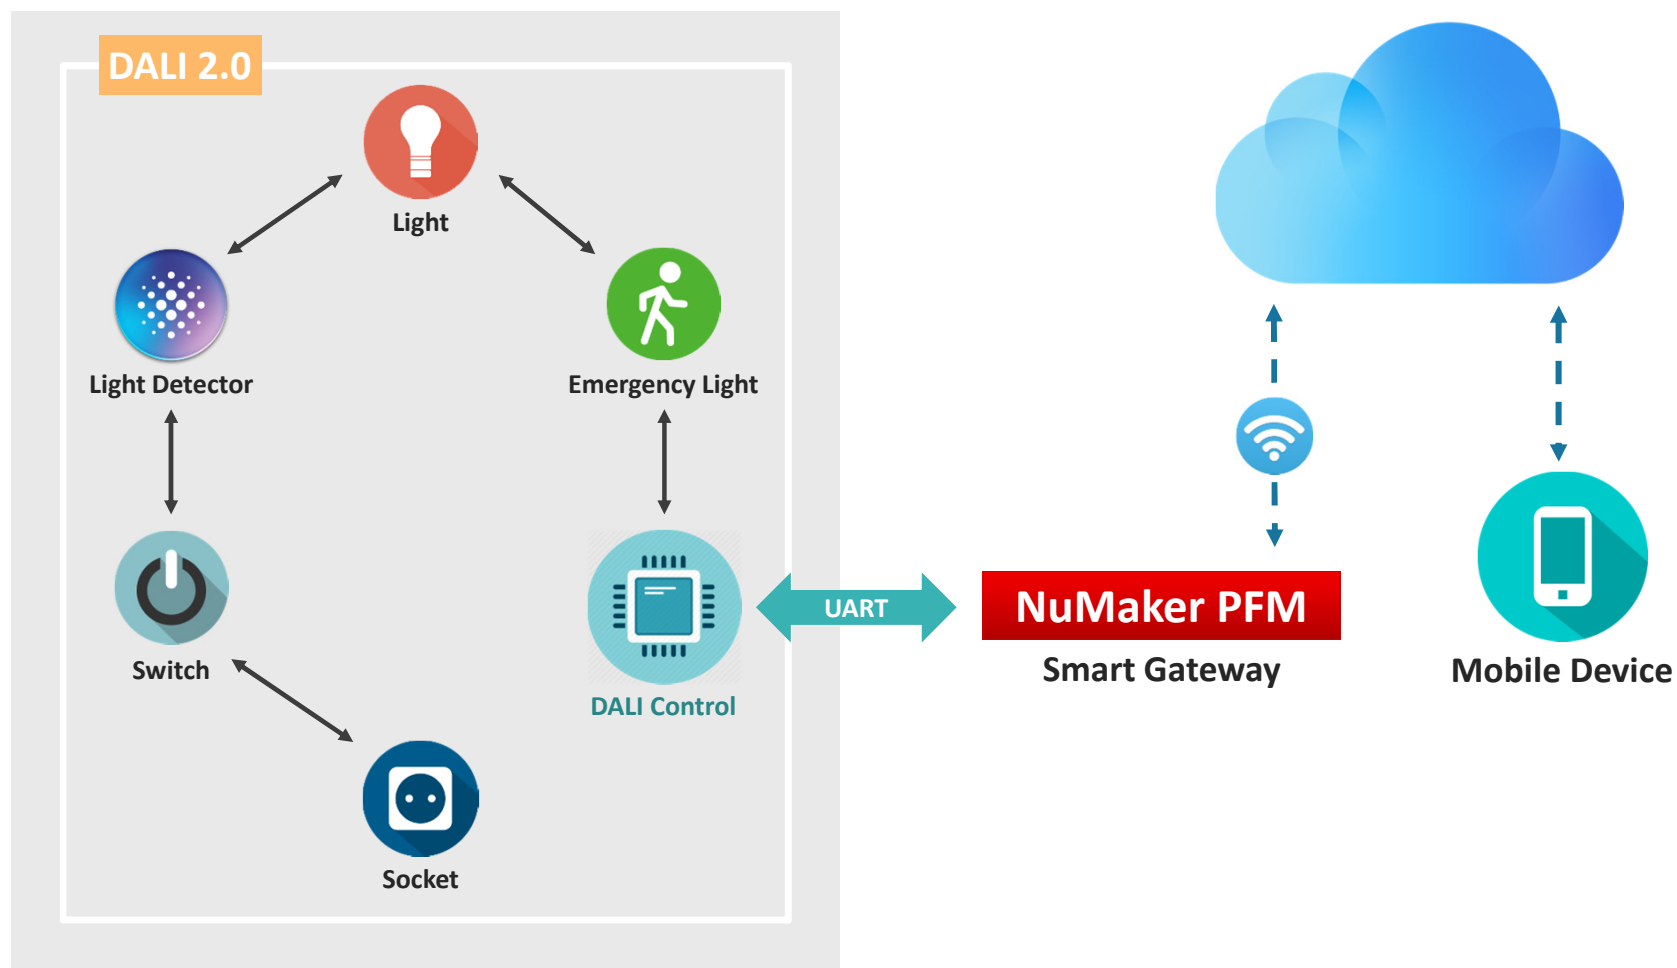 DALI 2.0
Light
Light Detector
Emergency Light
Switch
DALI Control
Socket
UART
NuMaker PFM
Smart Gateway
Mobile Device